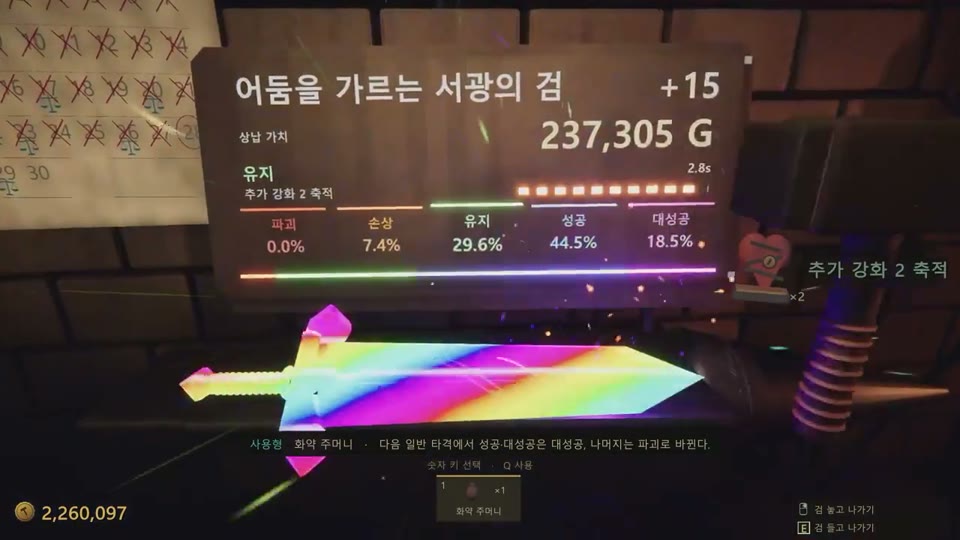 어둠을 가르는 서광의 검 +15
상납 가치 237,305 G
유지 2.8s
추가 강화 2 축적
파괴 손상 유지 성공 대성공
0.0% 7.4% 29.6% 44.5% 18.5%
추가 강화 2 축적
×2
사용형 화약 주머니 · 다음 일반 타격에서 성공·대성공은 대성공, 나머지는 파괴로 바뀐다.
숫자 키 선택 · Q 사용
1 ×1
화약 주머니
2,260,097
검 놓고 나가기
E 검 들고 나가기
29 30